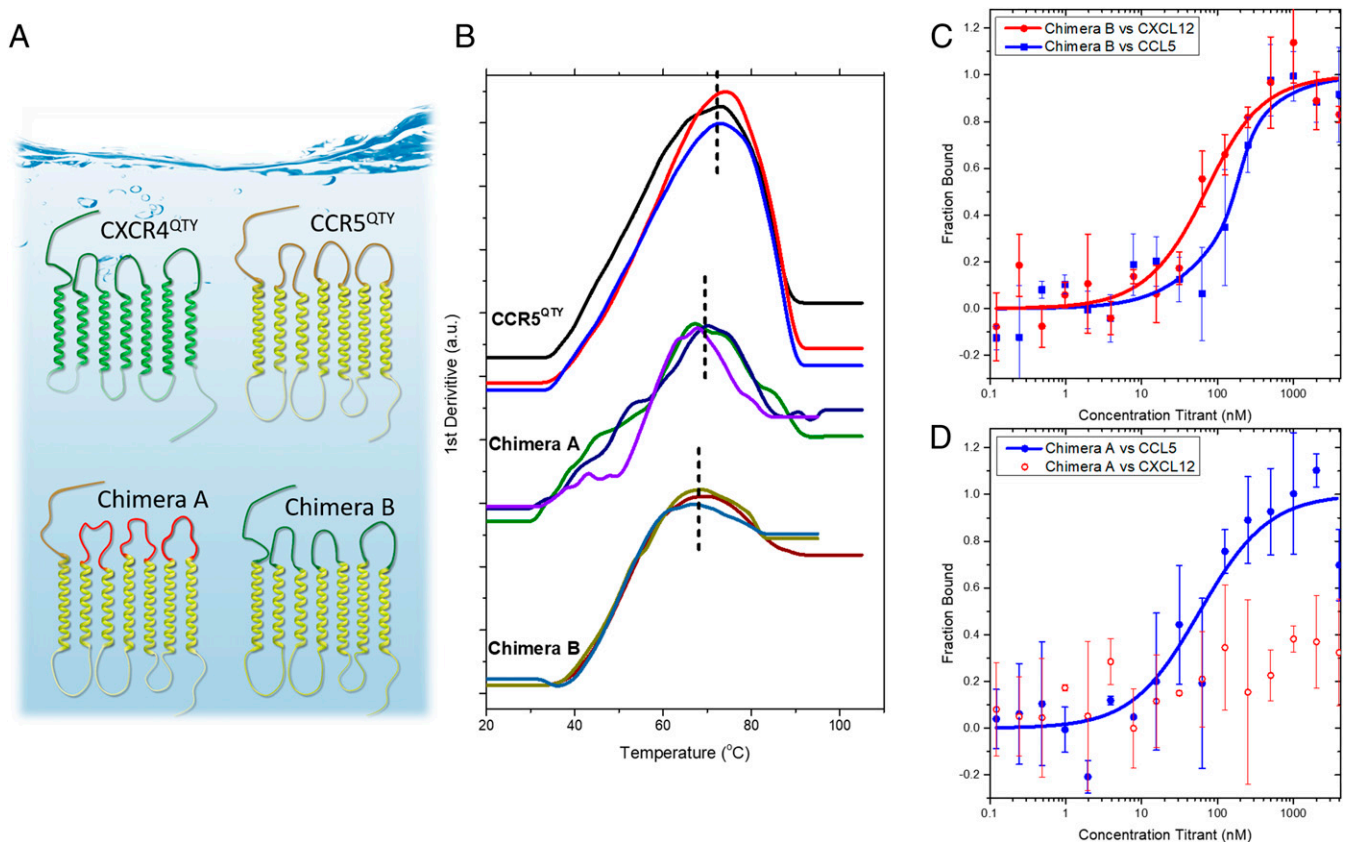 A
CXCR4QTY
CCR5QTY
Chimera A
Chimera B
B
1st Derivitive (a.u.)
CCR5QTY
Chimera A
Chimera B
20 40 60 80 100
Temperature (oC)
C
Chimera B vs CXCL12
Chimera B vs CCL5
Fraction Bound
1.2
1.0
0.8
0.6
0.4
0.2
0.0
-0.2
0.1 1 10 100 1000
Concentration Titrant (nM)
D
Chimera A vs CCL5
Chimera A vs CXCL12
Fraction Bound
1.2
1.0
0.8
0.6
0.4
0.2
0.0
-0.2
0.1 1 10 100 1000
Concentration Titrant (nM)